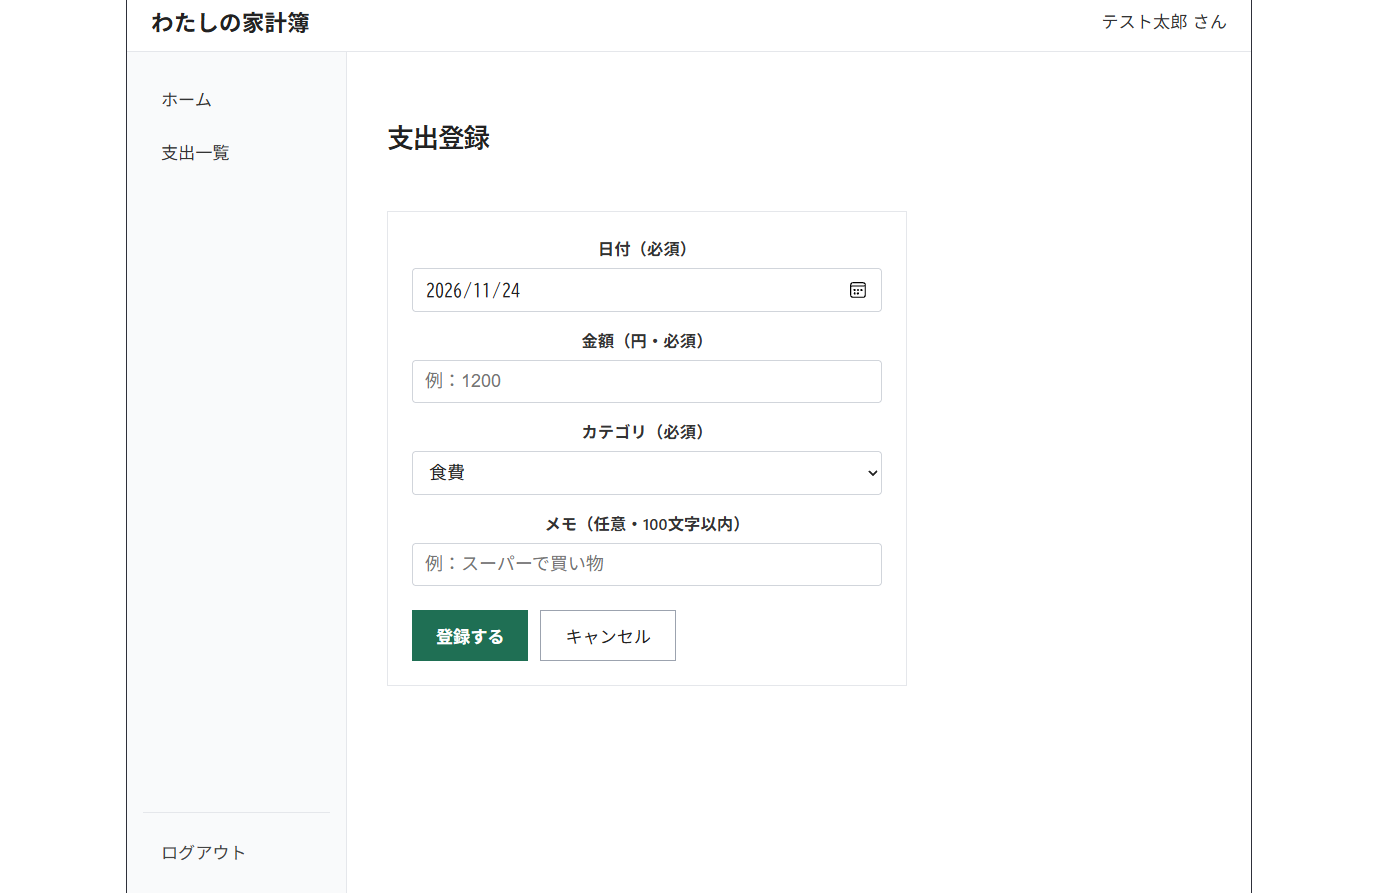 わたしの家計簿
テスト太郎 さん
ホーム
支出一覧
ログアウト
支出登録
日付（必須）
2026/11/24
金額（円・必須）
例：1200
カテゴリ（必須）
食費
メモ（任意・100文字以内）
例：スーパーで買い物
登録する
キャンセル